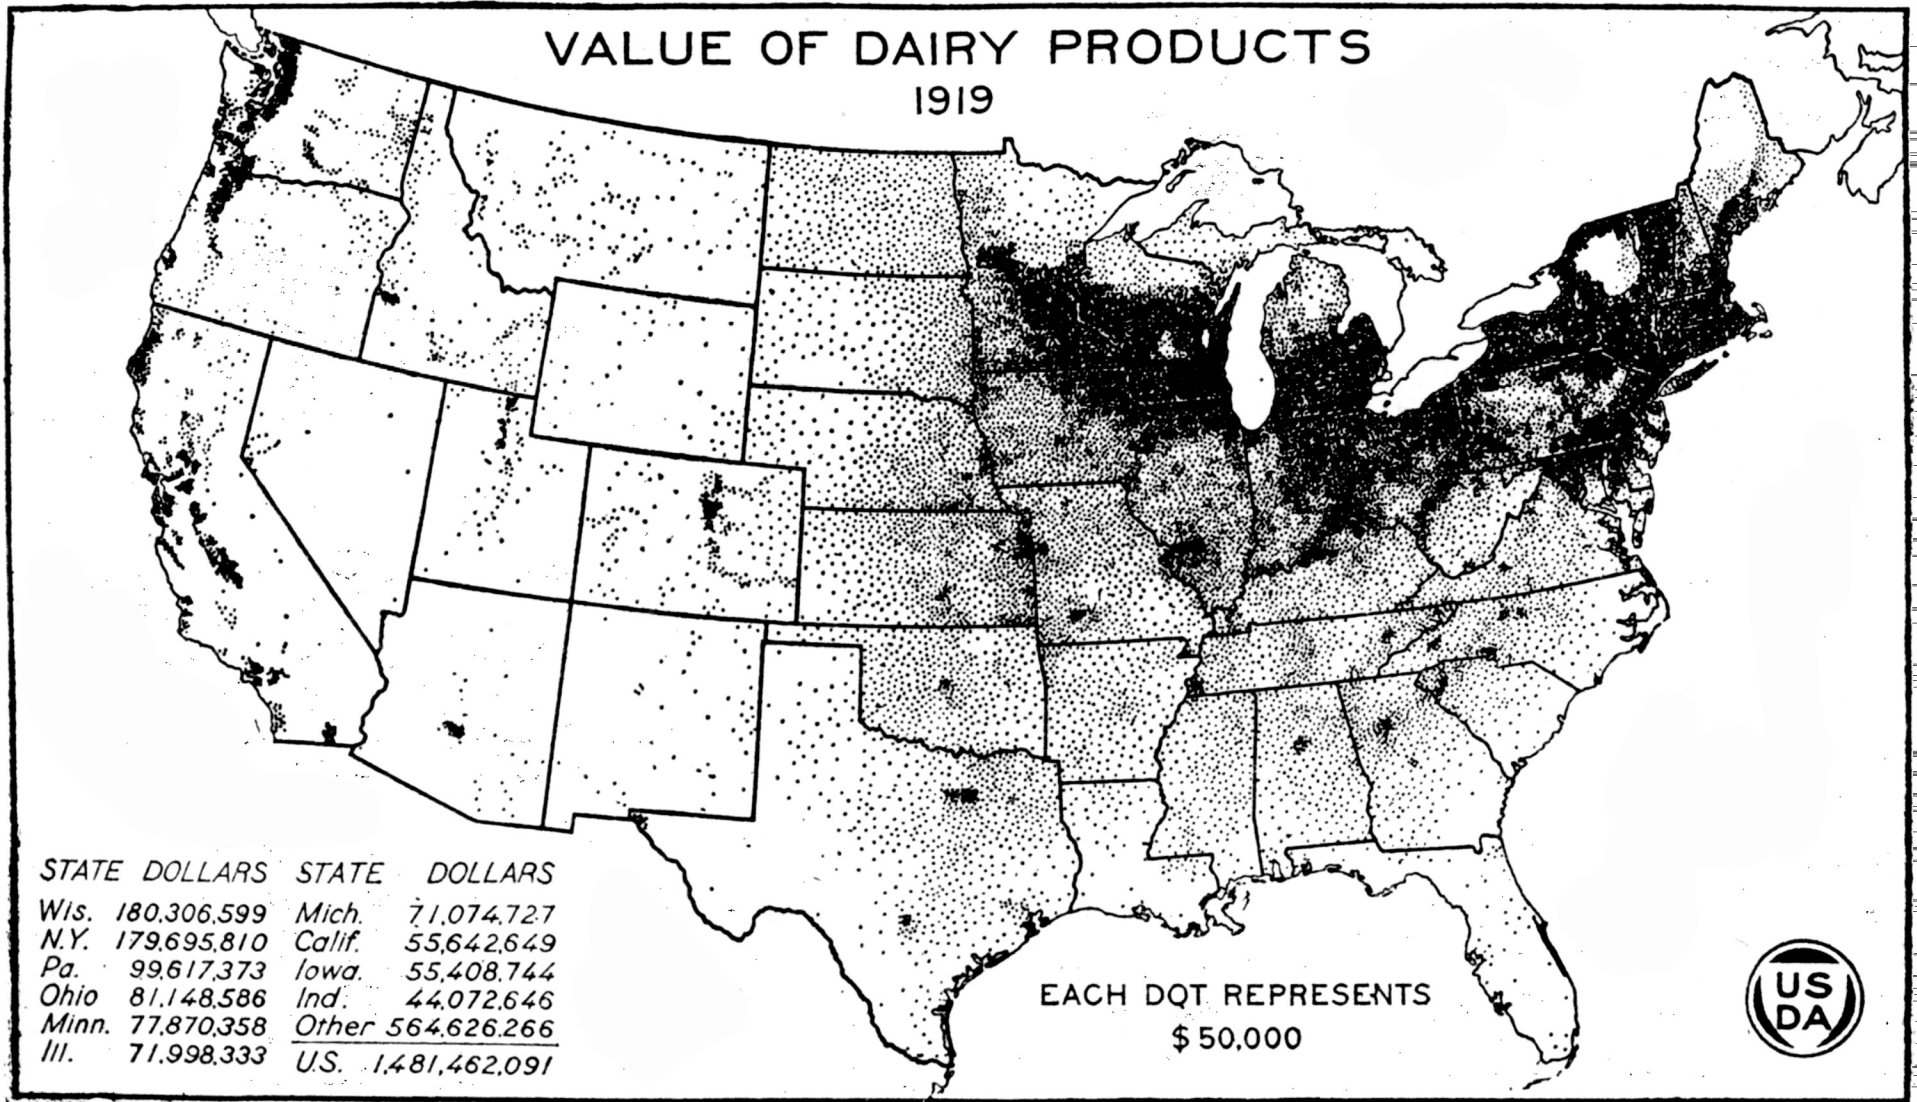 VALUE OF DAIRY PRODUCTS
1919
STATE DOLLARS STATE DOLLARS
Wis. 180,306,599 Mich. 71,074,727
N.Y. 179,695,810 Calif. 55,642,649
Pa. 99,617,373 Iowa. 55,408,744
Ohio 81,148,586 Ind. 44,072,646
Minn. 77,870,358 Other 564,626,266
Ill. 71,998,333 U.S. 1,481,462,091
EACH DOT REPRESENTS
$50,000
US
DA